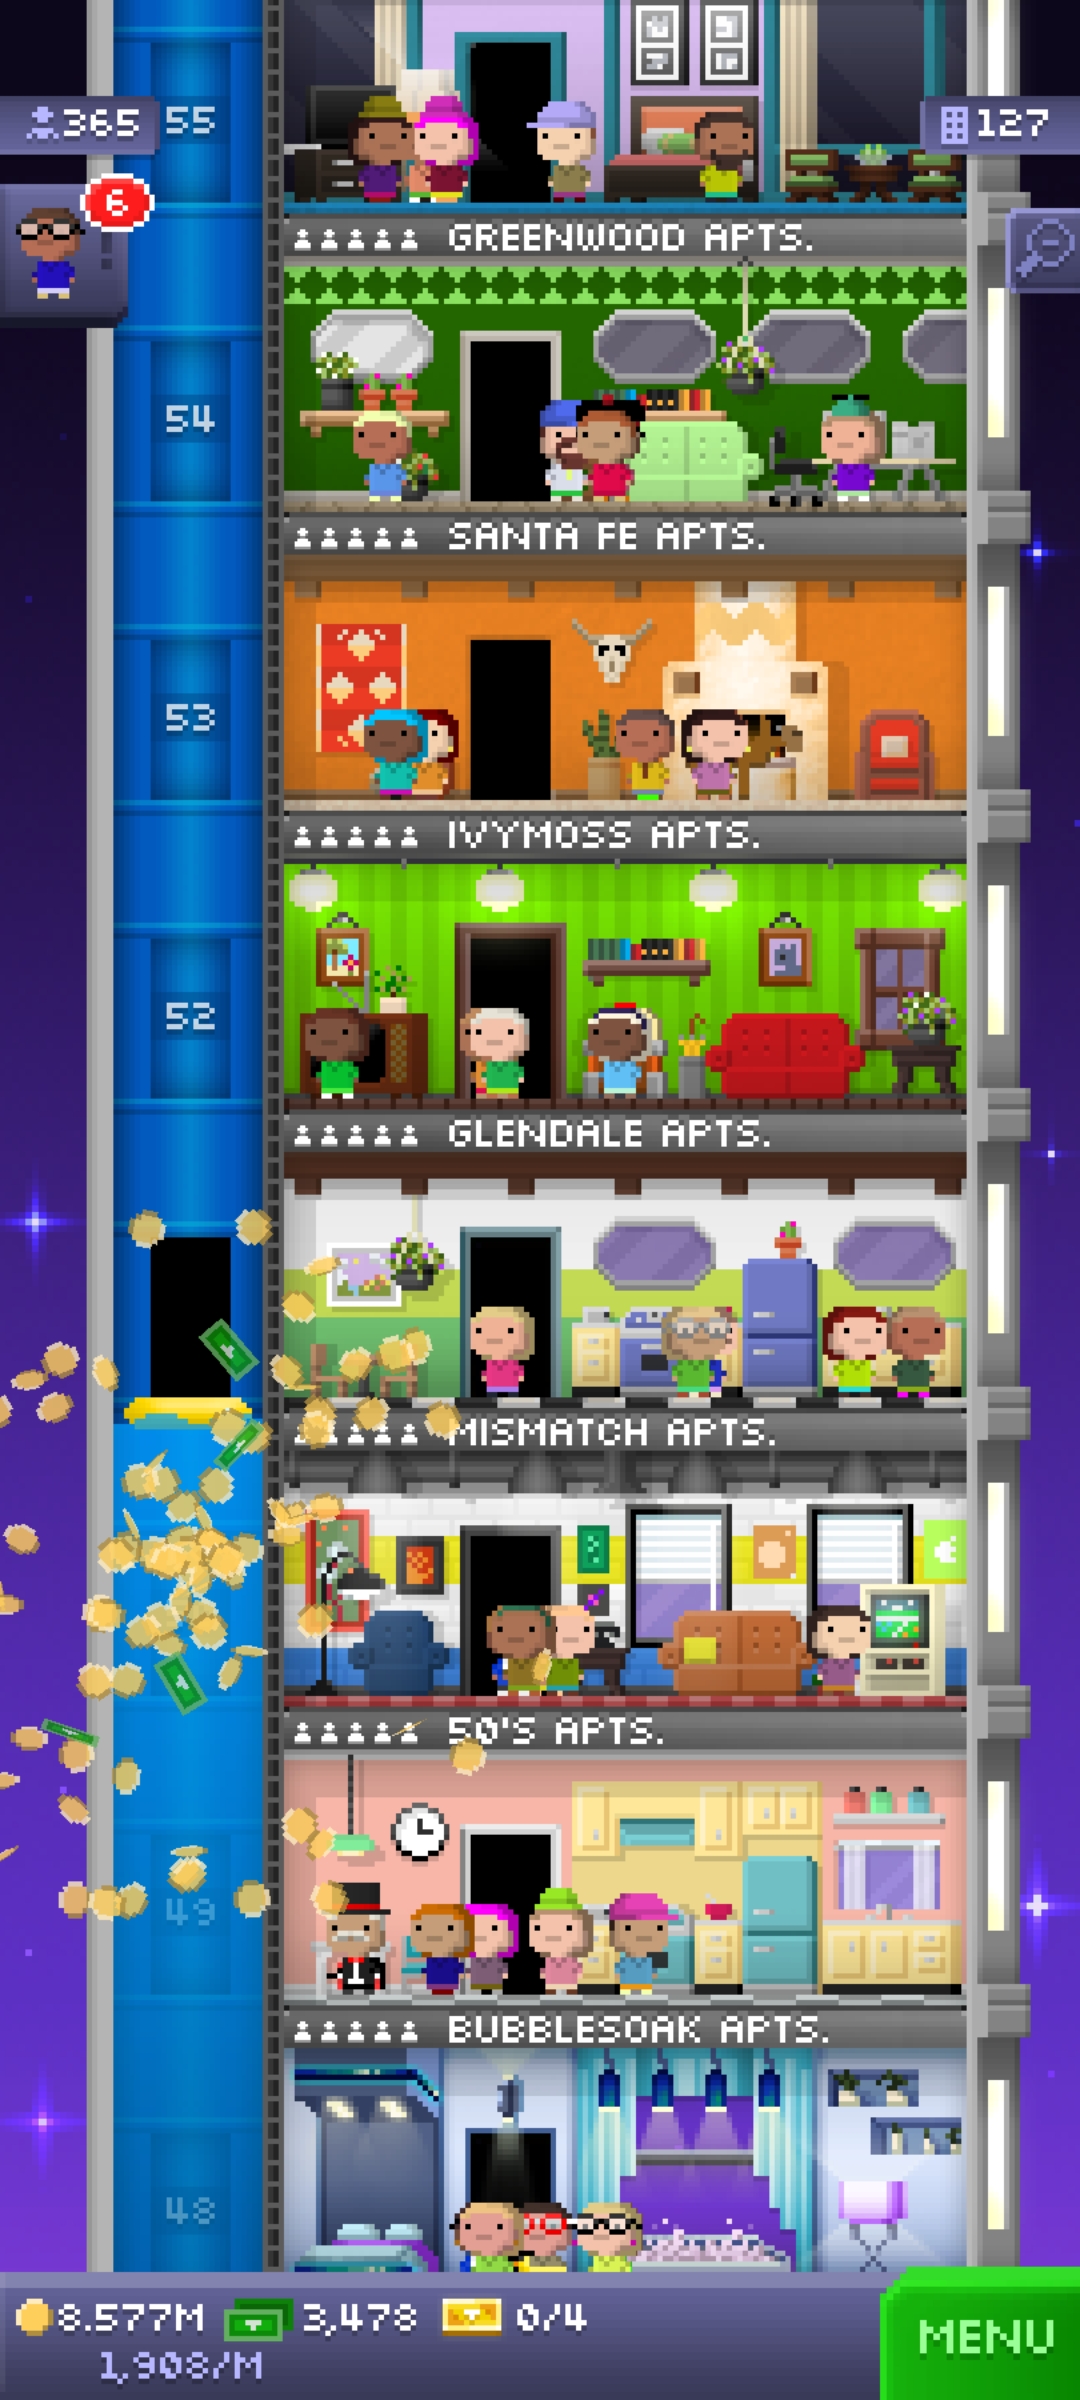 55
365
127
6
GREENWOOD APTS.
54
SANTA FE APTS.
53
IVYMOSS APTS.
52
GLENDALE APTS.
MISMATCH APTS.
50'S APTS.
49
BUBBLESOAK APTS.
48
8.577M 3,478 0/4
1,908/M
MENU